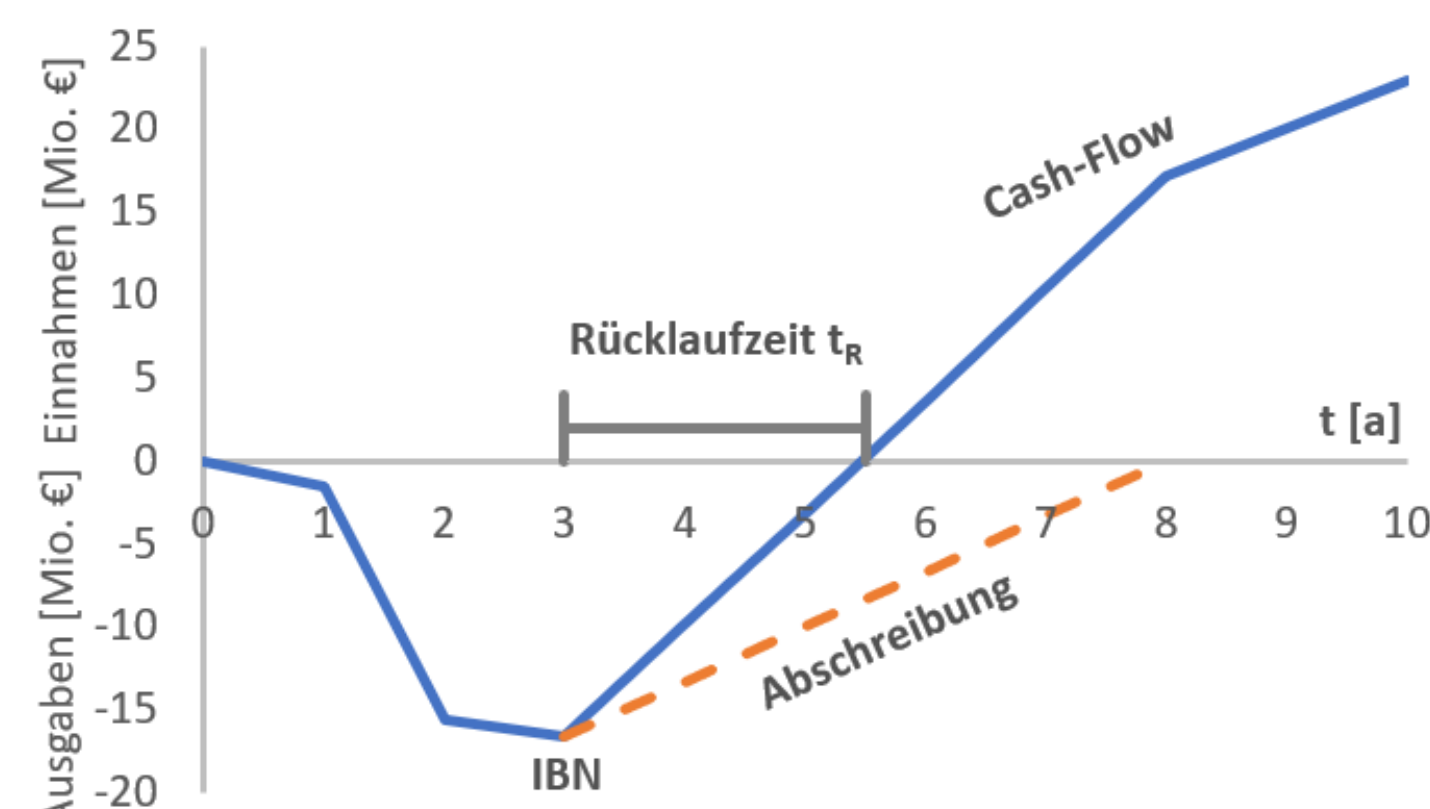 25
20
15
10
5
0
-5
-10
-15
-20
Einnahmen [Mio. €]
Ausgaben [Mio. €]
Cash-Flow
Rücklaufzeit tR
t [a]
0 1 2 3 4 5 6 7 8 9 10
Abschreibung
IBN